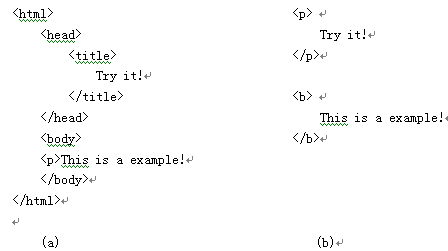 <html>
<head>
<title>
Try it!
</title>
</head>
<body>
<p>This is a example!
</body>
</html>
(a)
<p>
Try it!
</p>
<b>
This is a example!
</b>
(b)